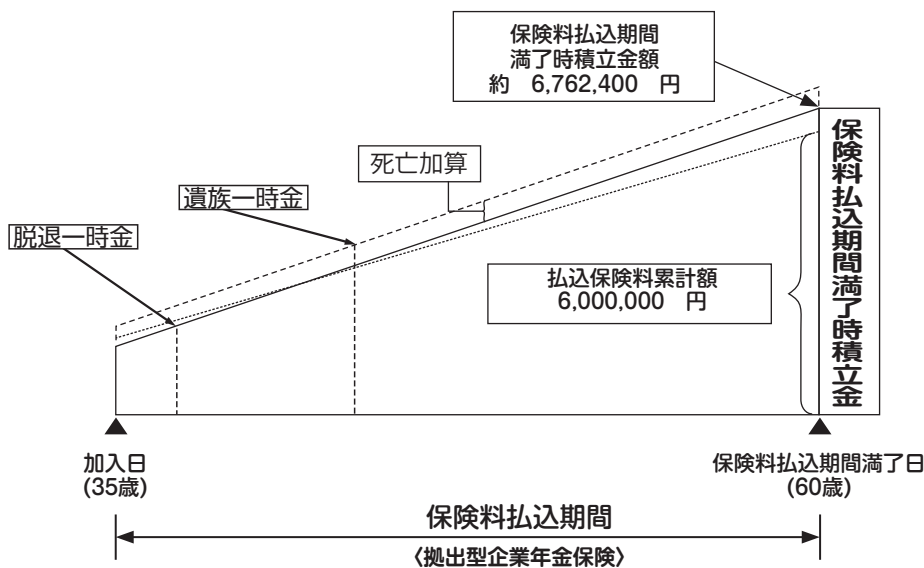 保険料払込期間
満了時積立金額
約 6,762,400 円
死亡加算
遺族一時金
脱退一時金
払込保険料累計額
6,000,000 円
保険料払込期間満了時積立金
加入日
(35歳)
保険料払込期間満了日
(60歳)
保険料払込期間
〈拠出型企業年金保険〉